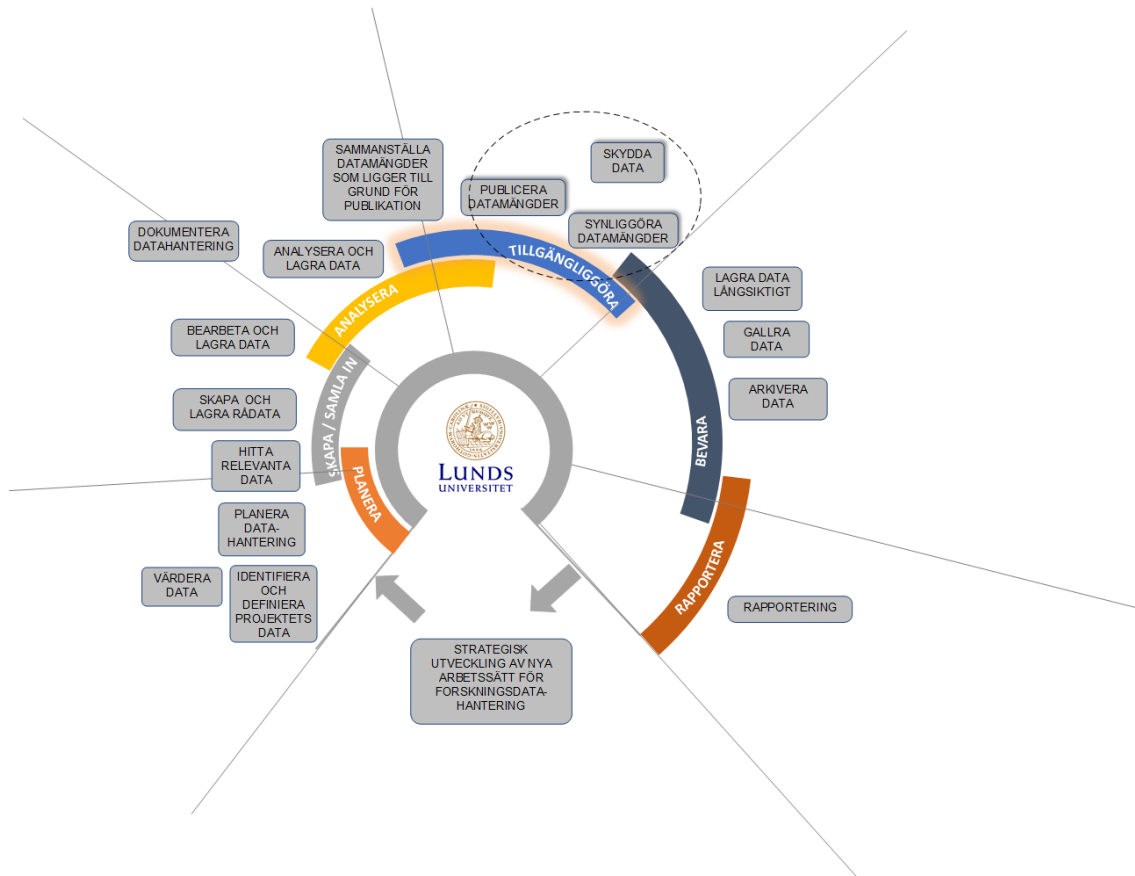 SAMMANSTÄLLA
DATAMÄNGDER
SOM LIGGER TILL
GRUND FÖR
PUBLIKATION
PUBLICERA
DATAMÄNGDER
SKYDDA
DATA
SYNLIGGÖRA
DATAMÄNGDER
DOKUMENTERA
DATAHANTERING
ANALYSERA OCH
LAGRA DATA
TILLGÄNGLIGGÖRA
ANALYSERA
LAGRA DATA
LÅNGSIKTIGT
BEARBETA OCH
LAGRA DATA
GALLRA
DATA
SKAPA OCH
LAGRA RÅDATA
SKAPA / SAMLA IN
ARKIVERA
DATA
BEVARA
HITTA
RELEVANTA
DATA
PLANERA
LUNDS
UNIVERSITET
PLANERA
DATA-
HANTERING
VÄRDERA
DATA
IDENTIFIERA
OCH
DEFINIERA
PROJEKTETS
DATA
RAPPORTERA
RAPPORTERING
STRATEGISK
UTVECKLING AV NYA
ARBETSSÄTT FÖR
FORSKNINGSDATA-
HANTERING